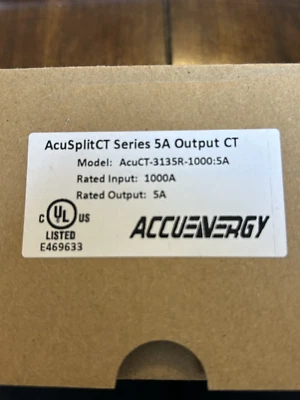 AcuSplitCT Series 5A Output CT
Model: AcuCT-3135R-1000:5A
Rated Input: 1000A
Rated Output: 5A
C UL US
LISTED
E469633
ACCUENERGY